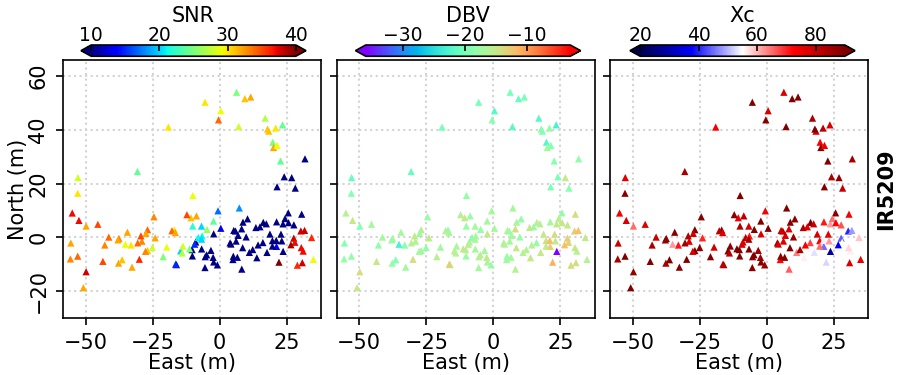 SNR DBV Xc
10 20 30 40 −30 −20 −10 20 40 60 80
60
40
20
0
−20
North (m)
IR5209
−50 −25 0 25 −50 −25 0 25 −50 −25 0 25
East (m) East (m) East (m)